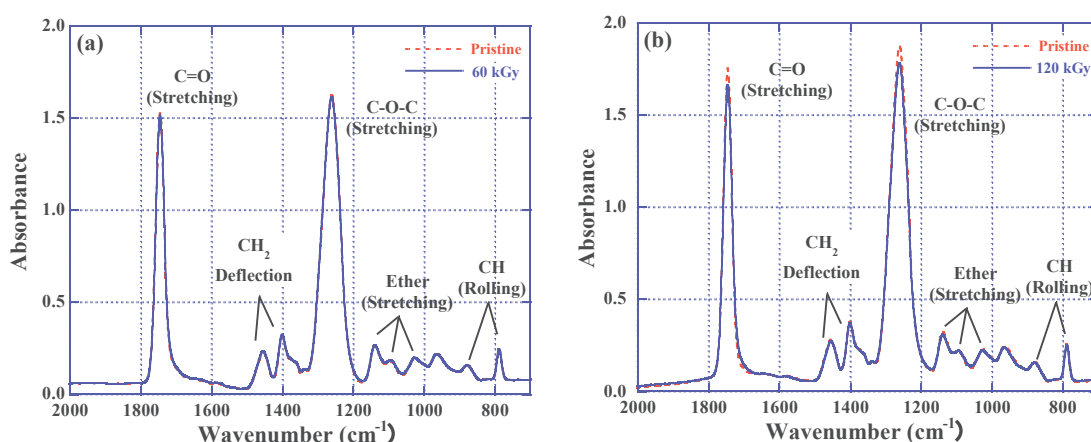 (a)
Pristine
60 kGy
C=O
(Stretching)
C-O-C
(Stretching)
CH2
Deflection
Ether
(Stretching)
CH
(Rolling)
Absorbance
2.0
1.5
1.0
0.5
0.0
2000 1800 1600 1400 1200 1000 800
Wavenumber (cm-1)
(b)
Pristine
120 kGy
C=O
(Stretching)
C-O-C
(Stretching)
CH2
Deflection
Ether
(Stretching)
CH
(Rolling)
Absorbance
2.0
1.5
1.0
0.5
0.0
2000 1800 1600 1400 1200 1000 800
Wavenumber (cm-1)